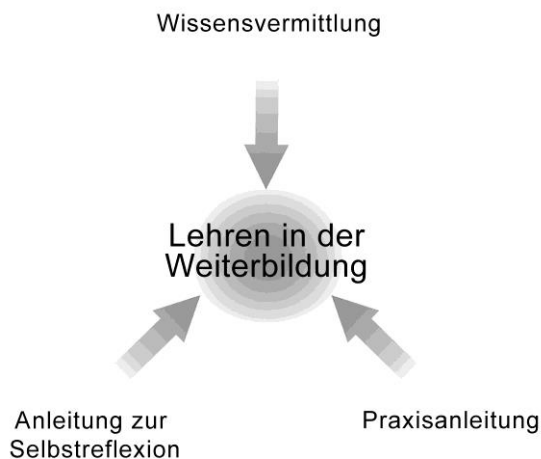 Wissensvermittlung
Lehren in der
Weiterbildung
Anleitung zur
Selbstreflexion
Praxisanleitung